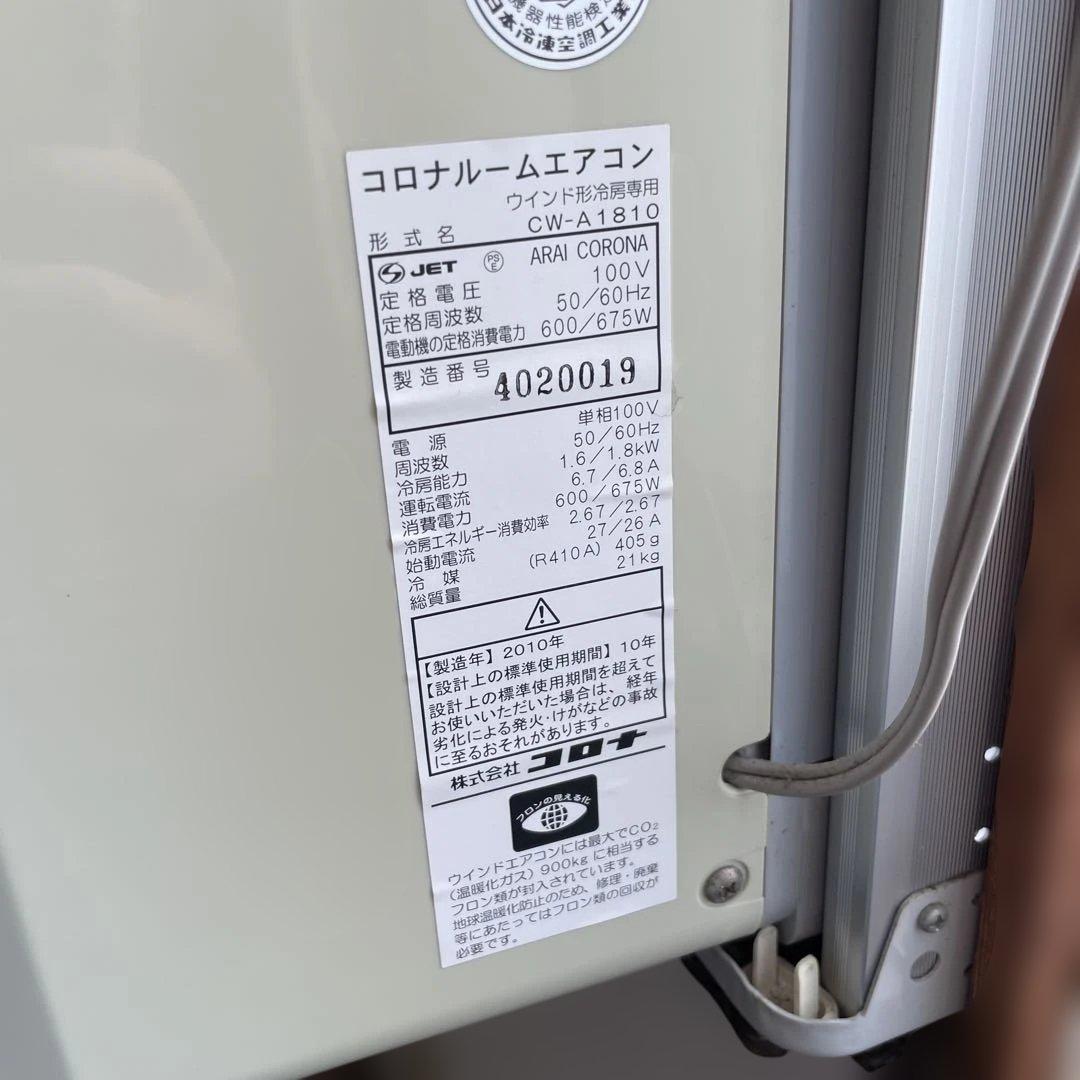 機器性能検定
日本冷凍空調工業
コロナルームエアコン
ウインド形冷房専用
形式名 CW-A1810
JET PSE ARAI CORONA
定格電圧 100V
定格周波数 50/60Hz
電動機の定格消費電力 600/675W
製造番号 4020019
電源 単相100V
周波数 50/60Hz
冷房能力 1.6/1.8kW
運転電流 6.7/6.8A
消費電力 600/675W
冷房エネルギー消費効率 2.67/2.67
始動電流 27/26A
冷媒 (R410A) 405g
総質量 21kg
【製造年】2010年
【設計上の標準使用期間】10年
設計上の標準使用期間を超えて
お使いいただいた場合は、経年
劣化による発火・けがなどの事故
に至るおそれがあります。
株式会社 コロナ
フロンの見える化
ウインドエアコンには最大でCO2
(温暖化ガス) 900kgに相当する
フロン類が封入されています。
地球温暖化防止のため、修理・廃棄
等にあたってはフロン類の回収が
必要です。